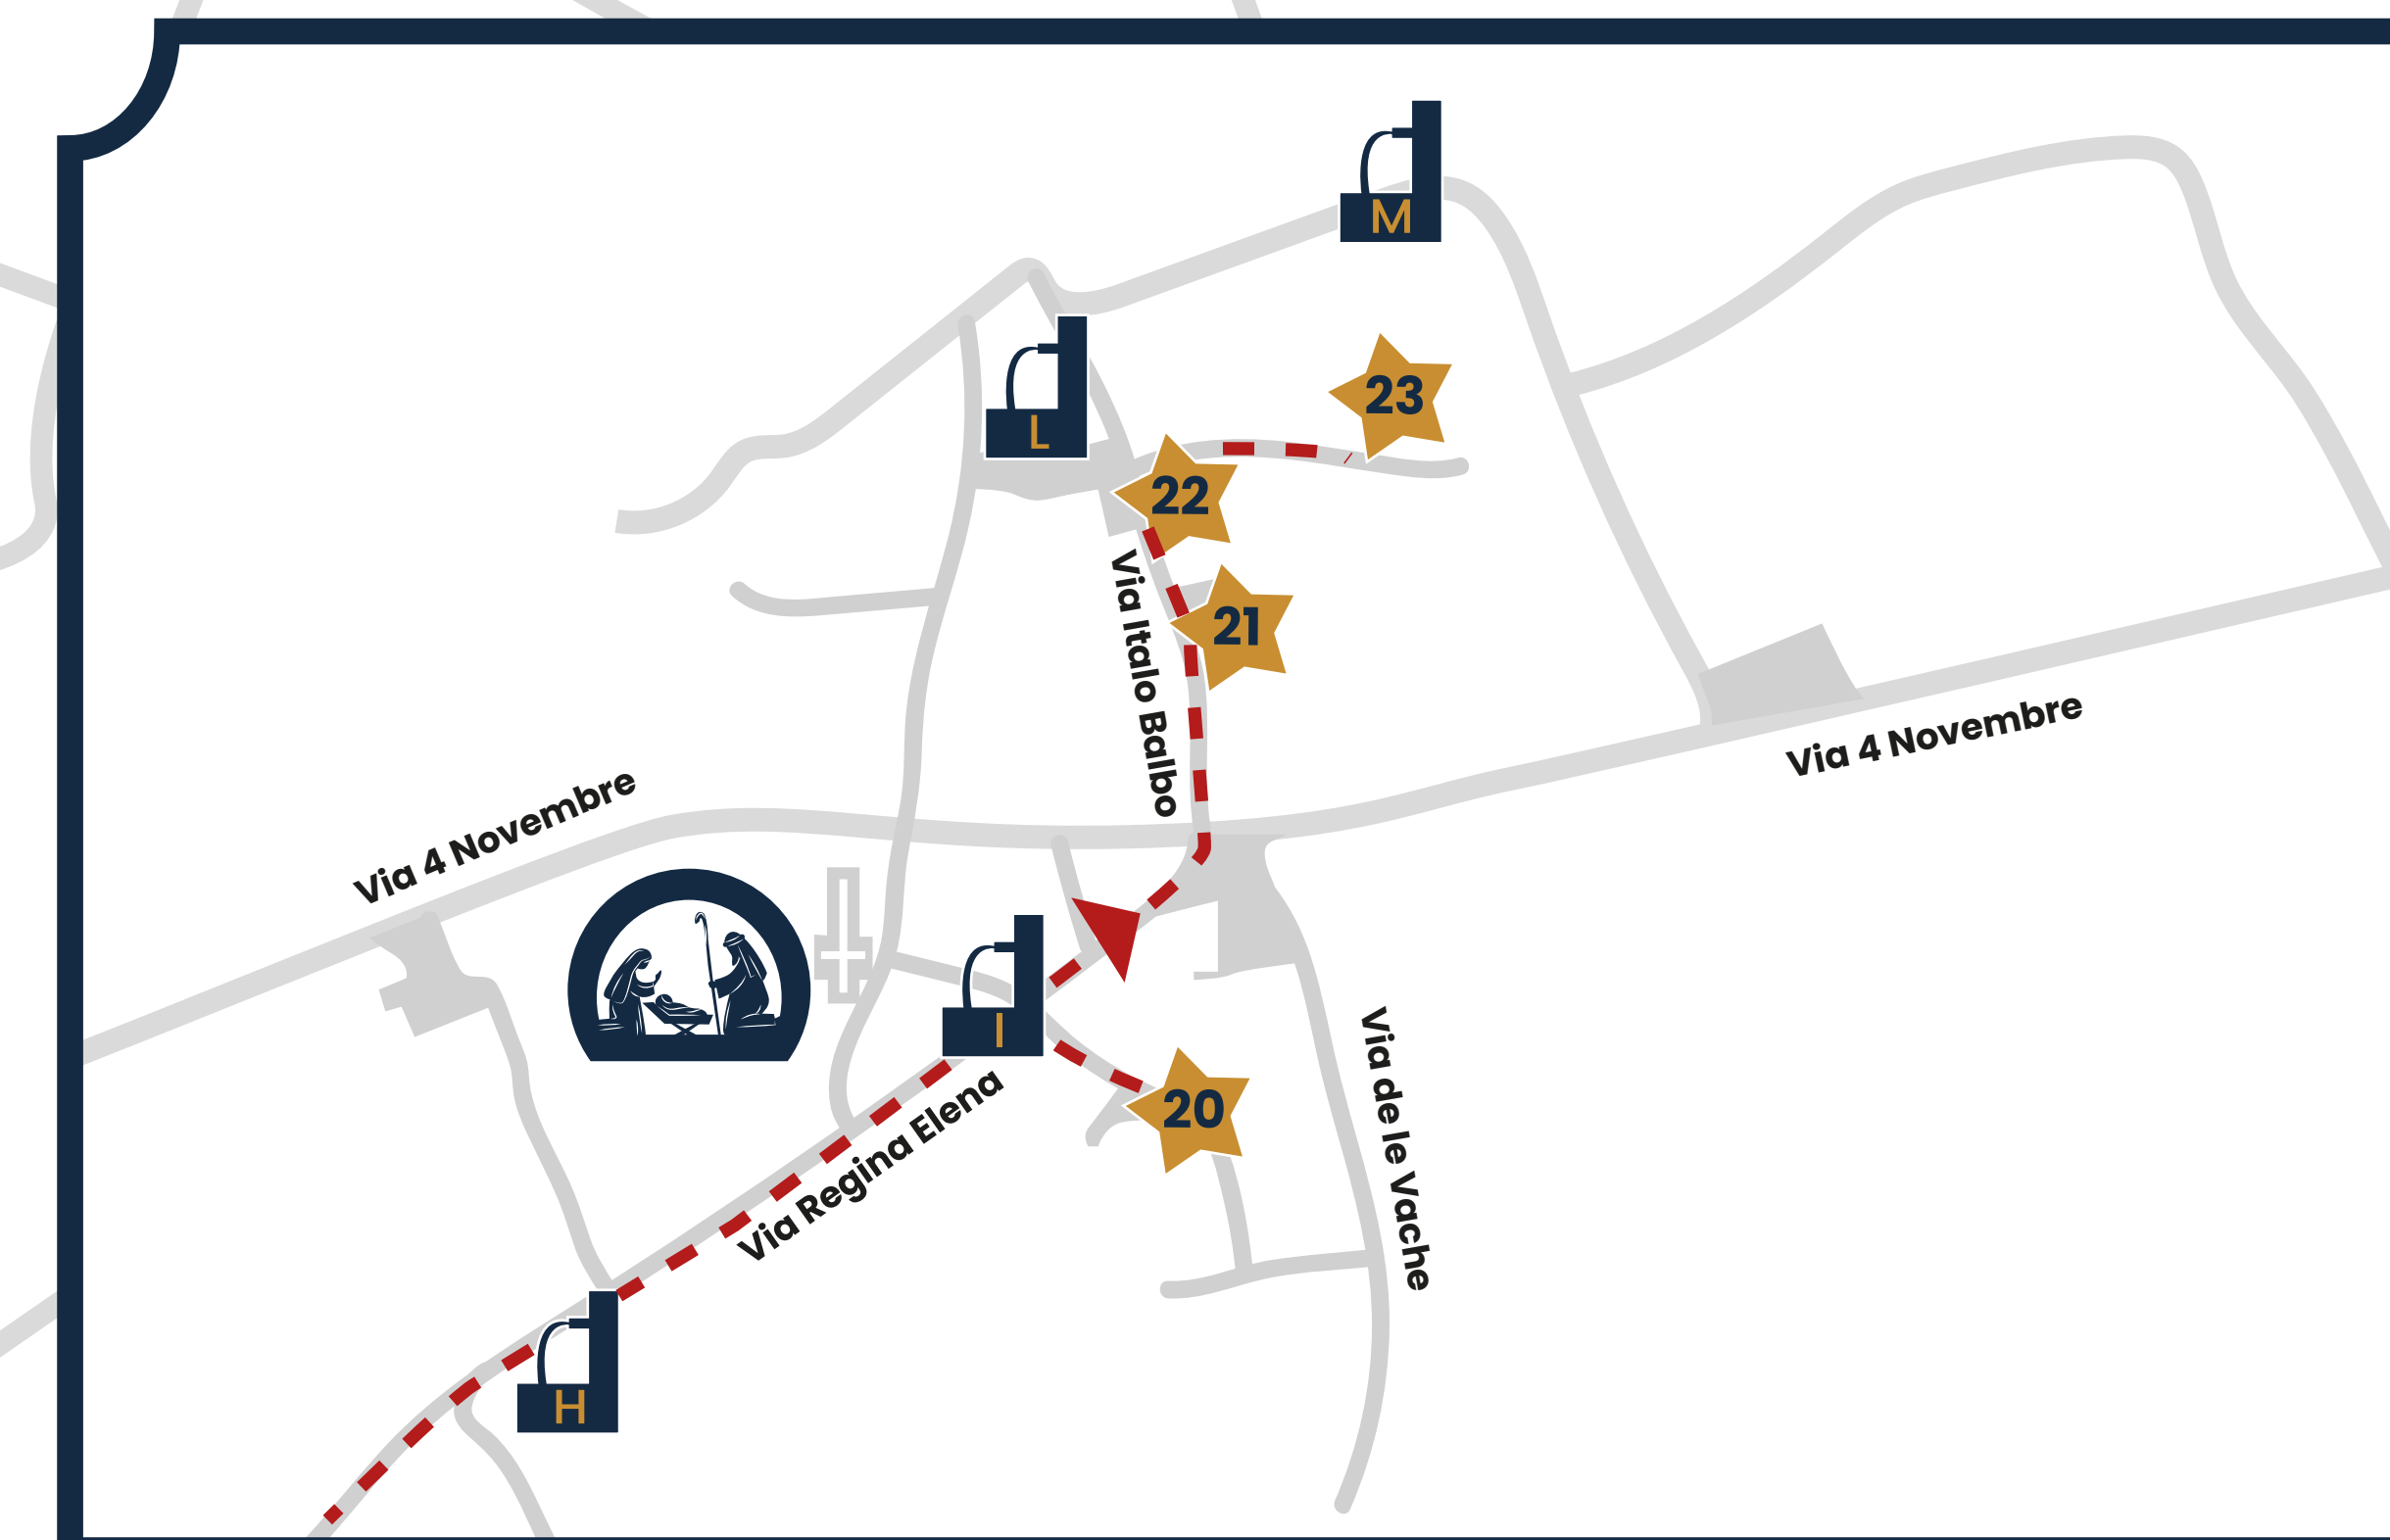 M
L
23
22
21
Via Italo Balbo
Via 4 Novembre
Via 4 Novembre
I
20
Via Regina Elena
Via de le vache
H